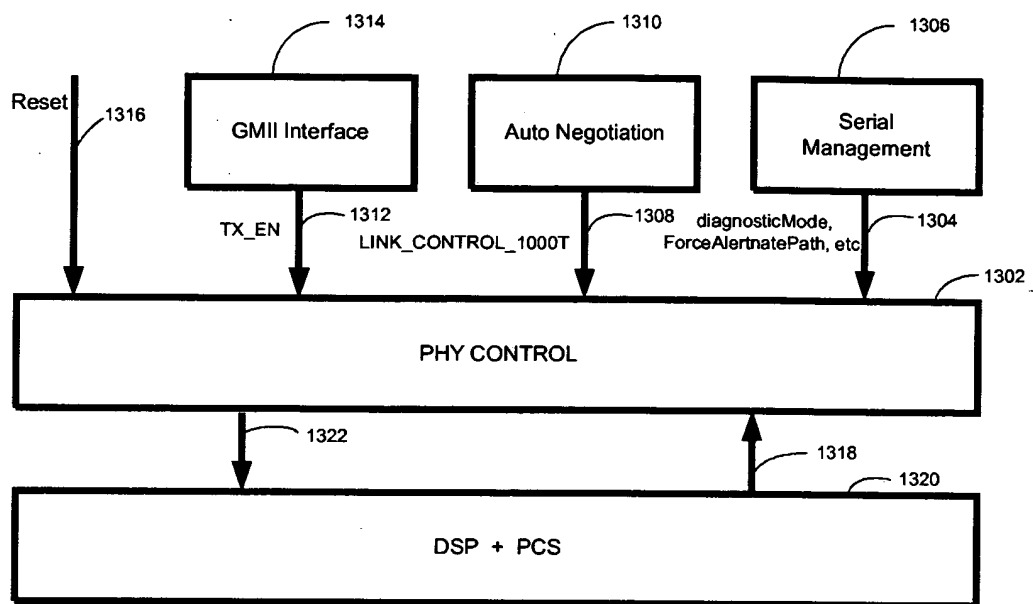 1314
1310
1306
Reset
1316
GMII Interface
Auto Negotiation
Serial
Management
TX_EN
1312
LINK_CONTROL_1000T
1308
diagnosticMode,
ForceAlertnatePath, etc
1304
1302
PHY CONTROL
1322
1318
1320
DSP + PCS